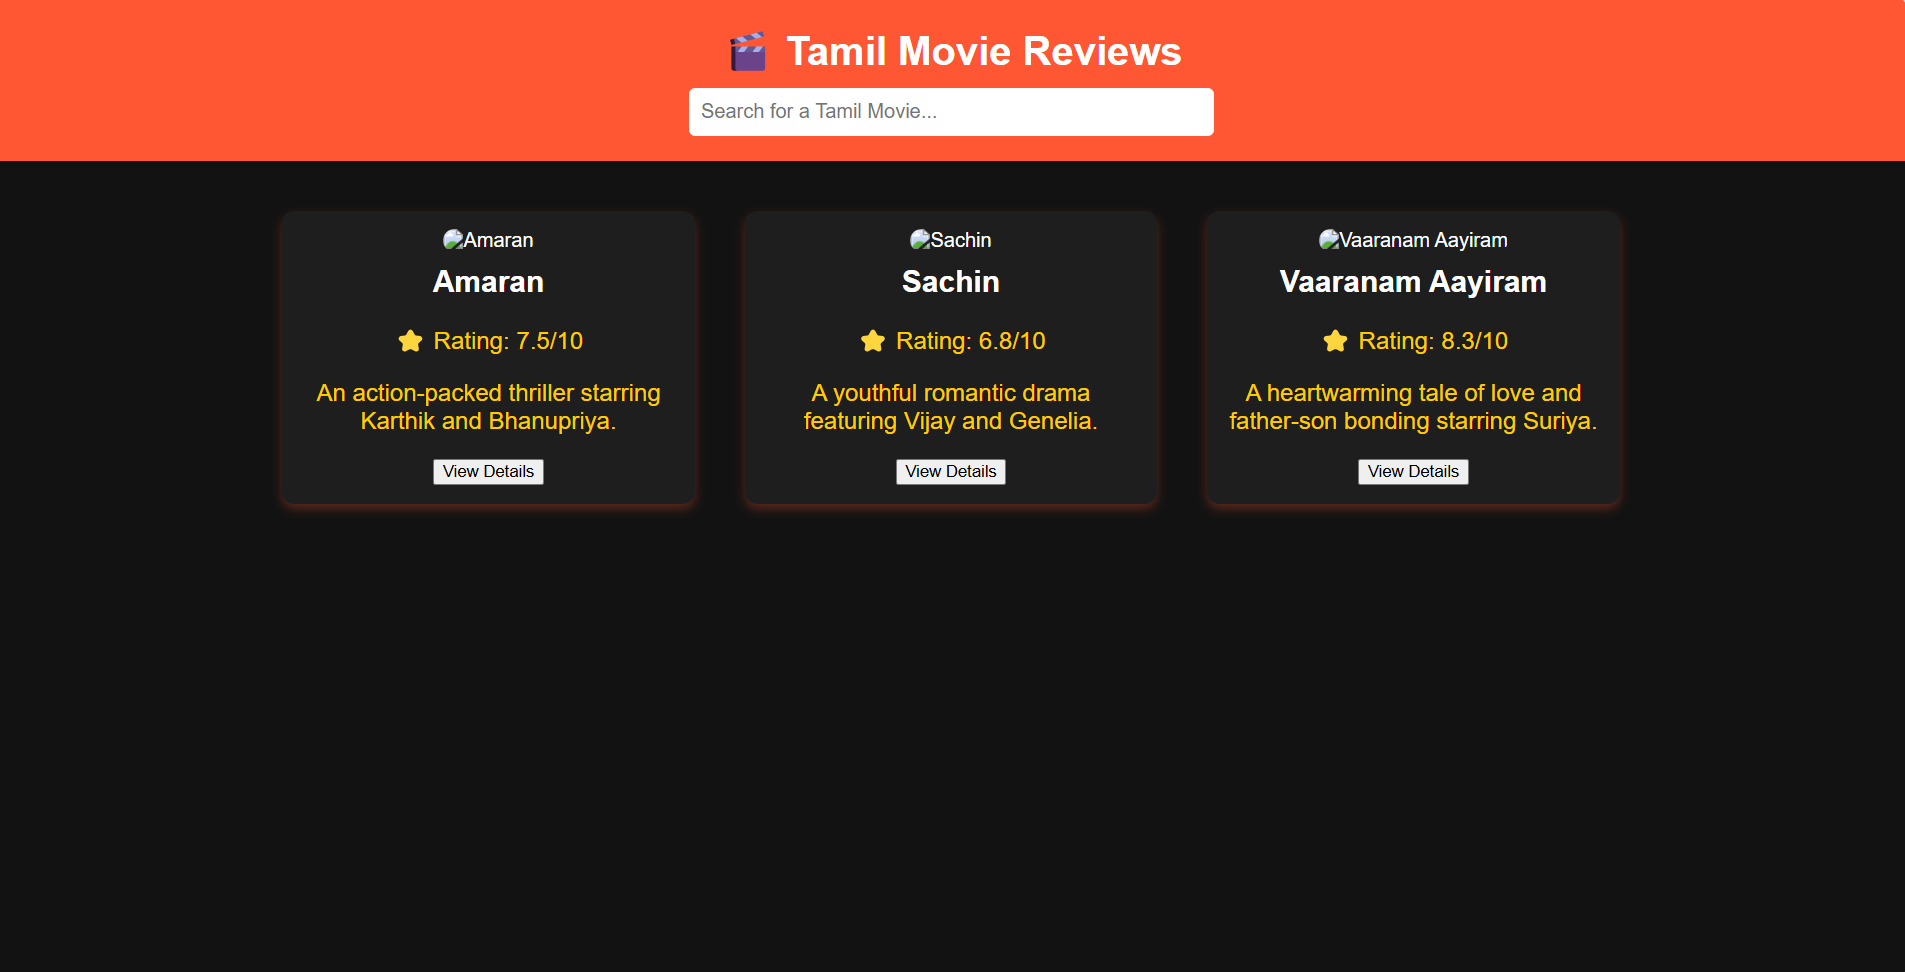 🎬 Tamil Movie Reviews
Search for a Tamil Movie...
Amaran
Amaran
⭐ Rating: 7.5/10
An action-packed thriller starring
Karthik and Bhanupriya.
View Details
Sachin
Sachin
⭐ Rating: 6.8/10
A youthful romantic drama
featuring Vijay and Genelia.
View Details
Vaaranam Aayiram
Vaaranam Aayiram
⭐ Rating: 8.3/10
A heartwarming tale of love and
father-son bonding starring Suriya.
View Details